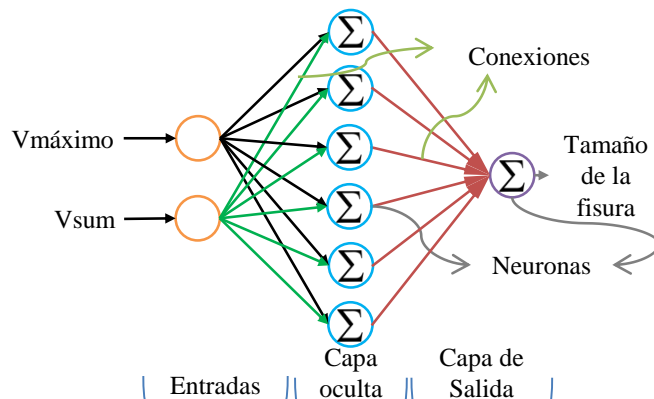 Σ
Σ
Σ
Σ
Σ
Σ
Σ
Conexiones
Vmáximo
Vsum
Tamaño
de la
fisura
Neuronas
Entradas
Capa
oculta
Capa de
Salida